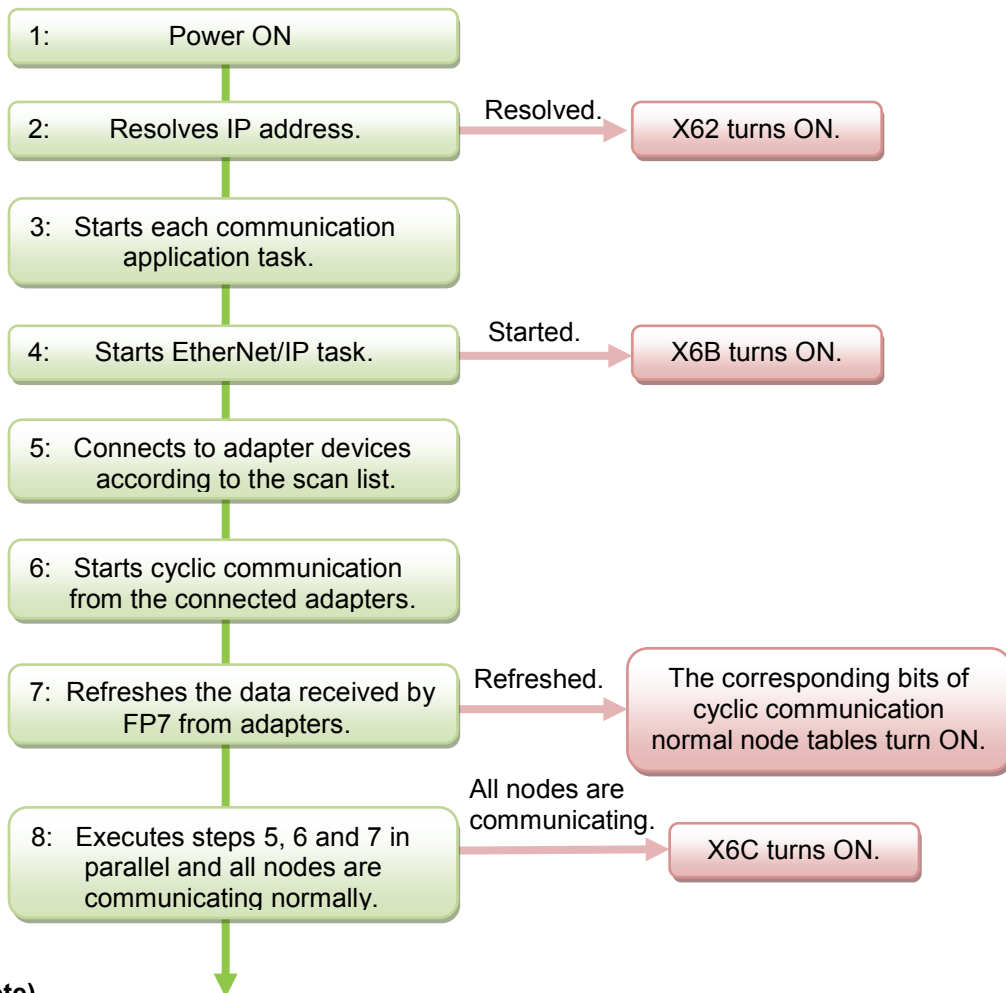 1: Power ON
2: Resolves IP address.
Resolved.
X62 turns ON.
3: Starts each communication
application task.
4: Starts EtherNet/IP task.
Started.
X6B turns ON.
5: Connects to adapter devices
according to the scan list.
6: Starts cyclic communication
from the connected adapters.
7: Refreshes the data received by
FP7 from adapters.
Refreshed.
The corresponding bits of
cyclic communication
normal node tables turn ON.
8: Executes steps 5, 6 and 7 in
parallel and all nodes are
communicating normally.
All nodes are
communicating.
X6C turns ON.